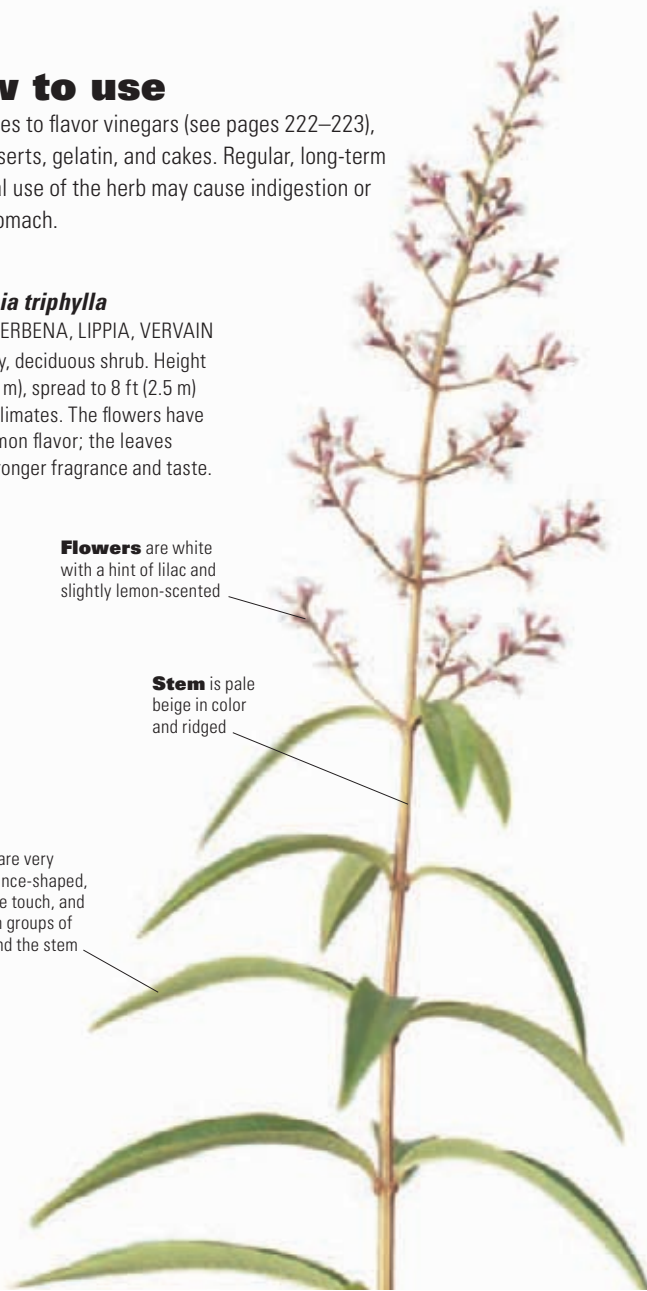 w to use
es to flavor vinegars (see pages 222–223),
serts, gelatin, and cakes. Regular, long-term
al use of the herb may cause indigestion or
omach.
ia triphylla
ERBENA, LIPPIA, VERVAIN
y, deciduous shrub. Height
m), spread to 8 ft (2.5 m)
limates. The flowers have
mon flavor; the leaves
ronger fragrance and taste.
Flowers are white
with a hint of lilac and
slightly lemon-scented
Stem is pale
beige in color
and ridged
are very
nce-shaped,
e touch, and
n groups of
nd the stem